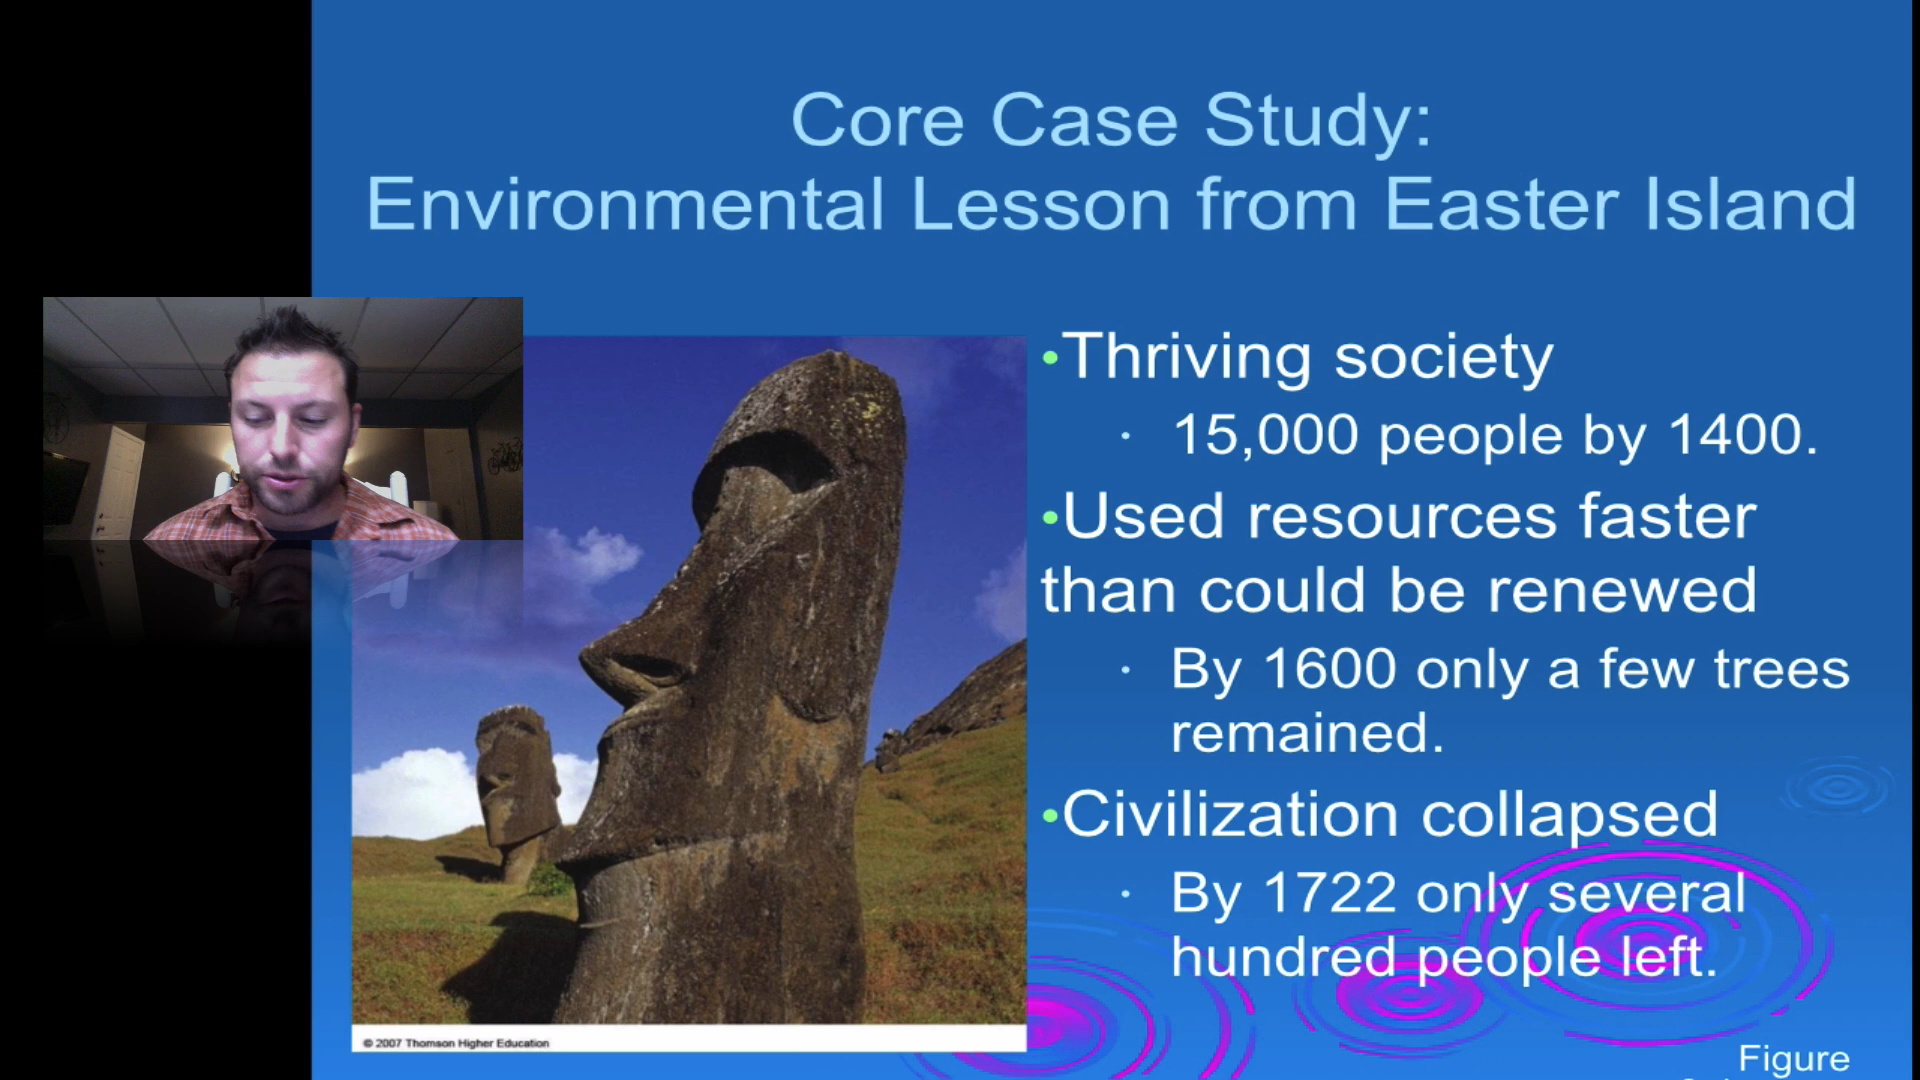 Core Case Study:
Environmental Lesson from Easter Island
•Thriving society
· 15,000 people by 1400.
•Used resources faster
than could be renewed
· By 1600 only a few trees
remained.
•Civilization collapsed
· By 1722 only several
hundred people left.
© 2007 Thomson Higher Education
Figure